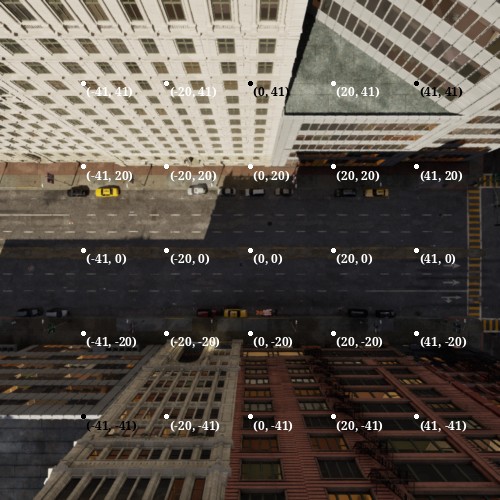 (-41, 41) (-20, 41) (0, 41) (20, 41) (41, 41)
(-41, 20) (-20, 20) (0, 20) (20, 20) (41, 20)
(-41, 0) (-20, 0) (0, 0) (20, 0) (41, 0)
(-41, -20) (-20, -20) (0, -20) (20, -20) (41, -20)
(-41, -41) (-20, -41) (0, -41) (20, -41) (41, -41)